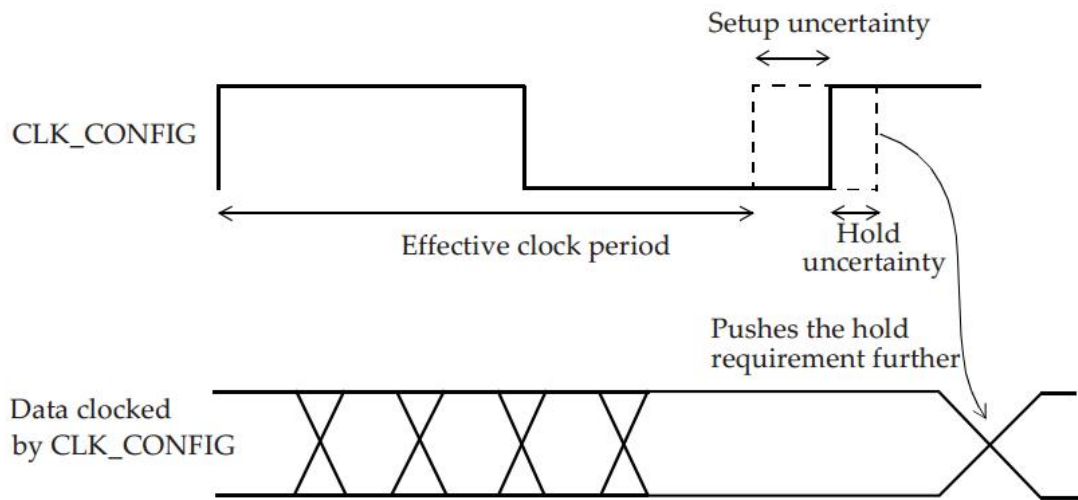 Setup uncertainty
CLK_CONFIG
Effective clock period
Hold
uncertainty
Pushes the hold
requirement further
Data clocked
by CLK_CONFIG